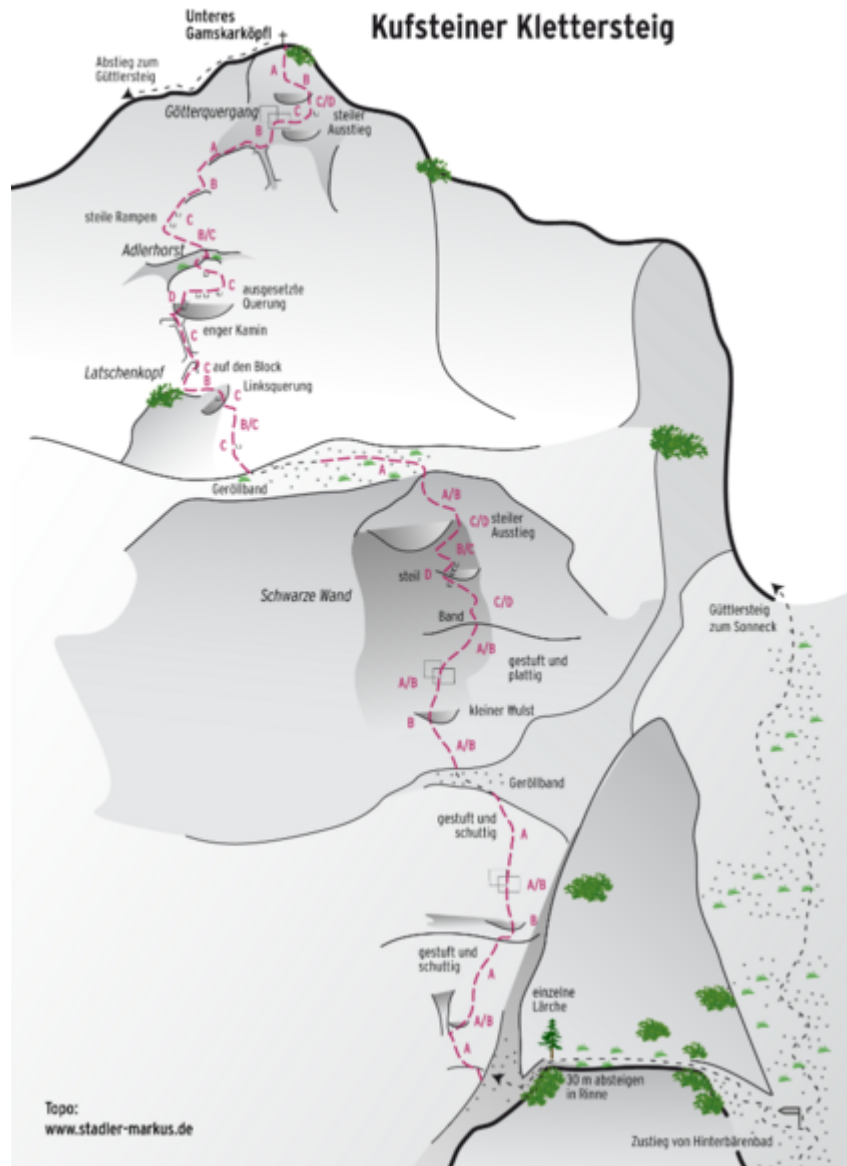 Kufsteiner Klettersteig
Unteres
Gamskarköpfl
Abstieg zum
Güttlersteig
A
B
C/D
Götterquergang
C
steiler
Ausstieg
B
A
B
steile Rampen
C
B/C
Adlerhorst
A
C
ausgesetzte
Querung
D
enger Kamin
C
Latschenkopf
C
auf den Block
B
Linksquerung
C
B/C
C
A
Geröllband
A/B
C/D
steiler
Ausstieg
B/C
steil
D
Schwarze Wand
C/D
Band
Güttlersteig
zum Sonneck
A/B
gestuft und
plattig
A/B
kleiner Wulst
B
A/B
Geröllband
gestuft und
schuttig
A
A/B
B
gestuft und
schuttig
A
einzelne
Lärche
A/B
A
30 m absteigen
in Rinne
Topo:
www.stadler-markus.de
Zustieg von Hinterbärenbad